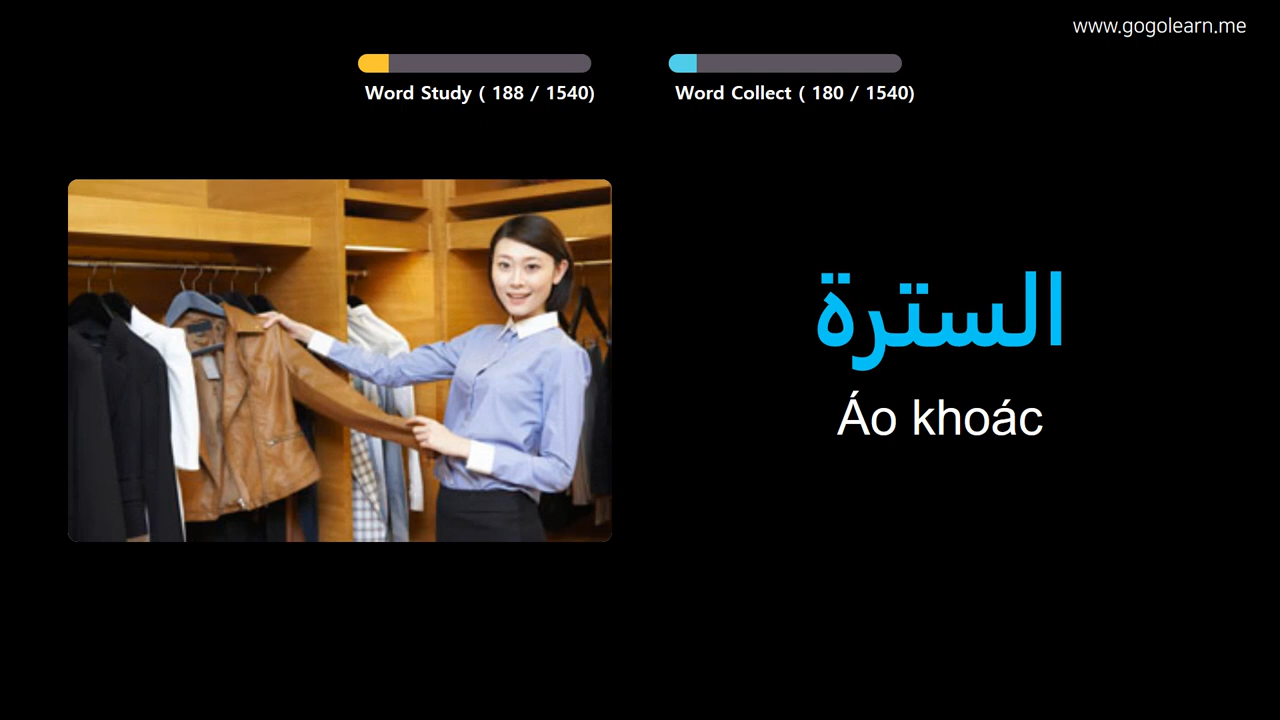 www.gogolearn.me
Word Study ( 188 / 1540)
Word Collect ( 180 / 1540)
السترة
Áo khoác